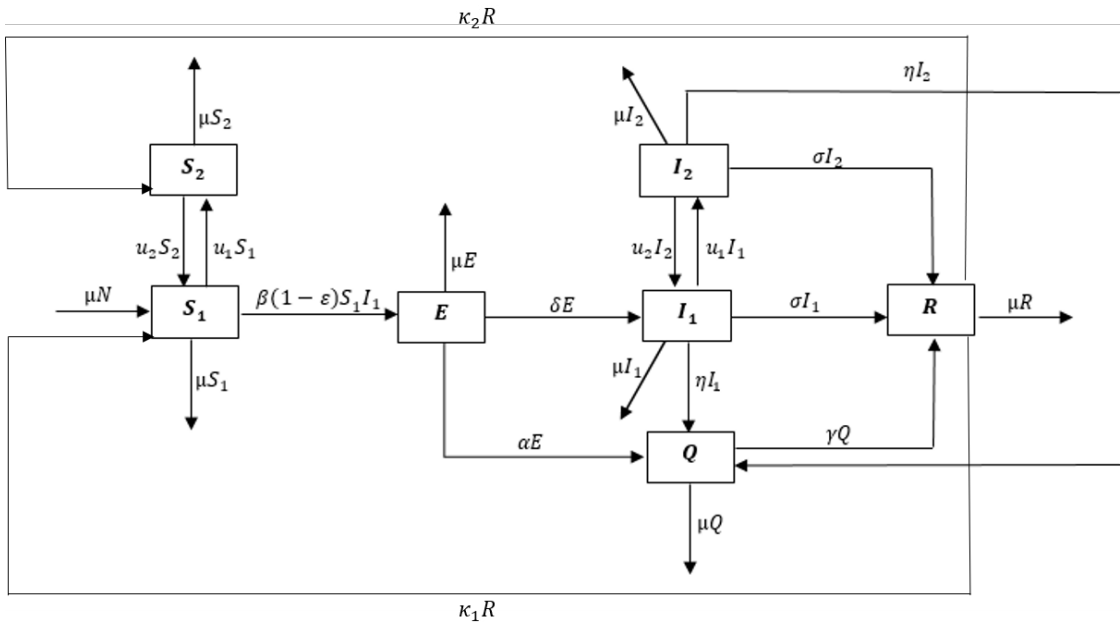 κ₂R
ηI₂
μS₂
μI₂
S₂
I₂
σI₂
u₂S₂
u₁S₁
u₂I₂
u₁I₁
μE
μN
S₁
β(1 − ε)S₁I₁
E
δE
I₁
σI₁
R
μR
μS₁
μI₁
ηI₁
αE
Q
γQ
μQ
κ₁R